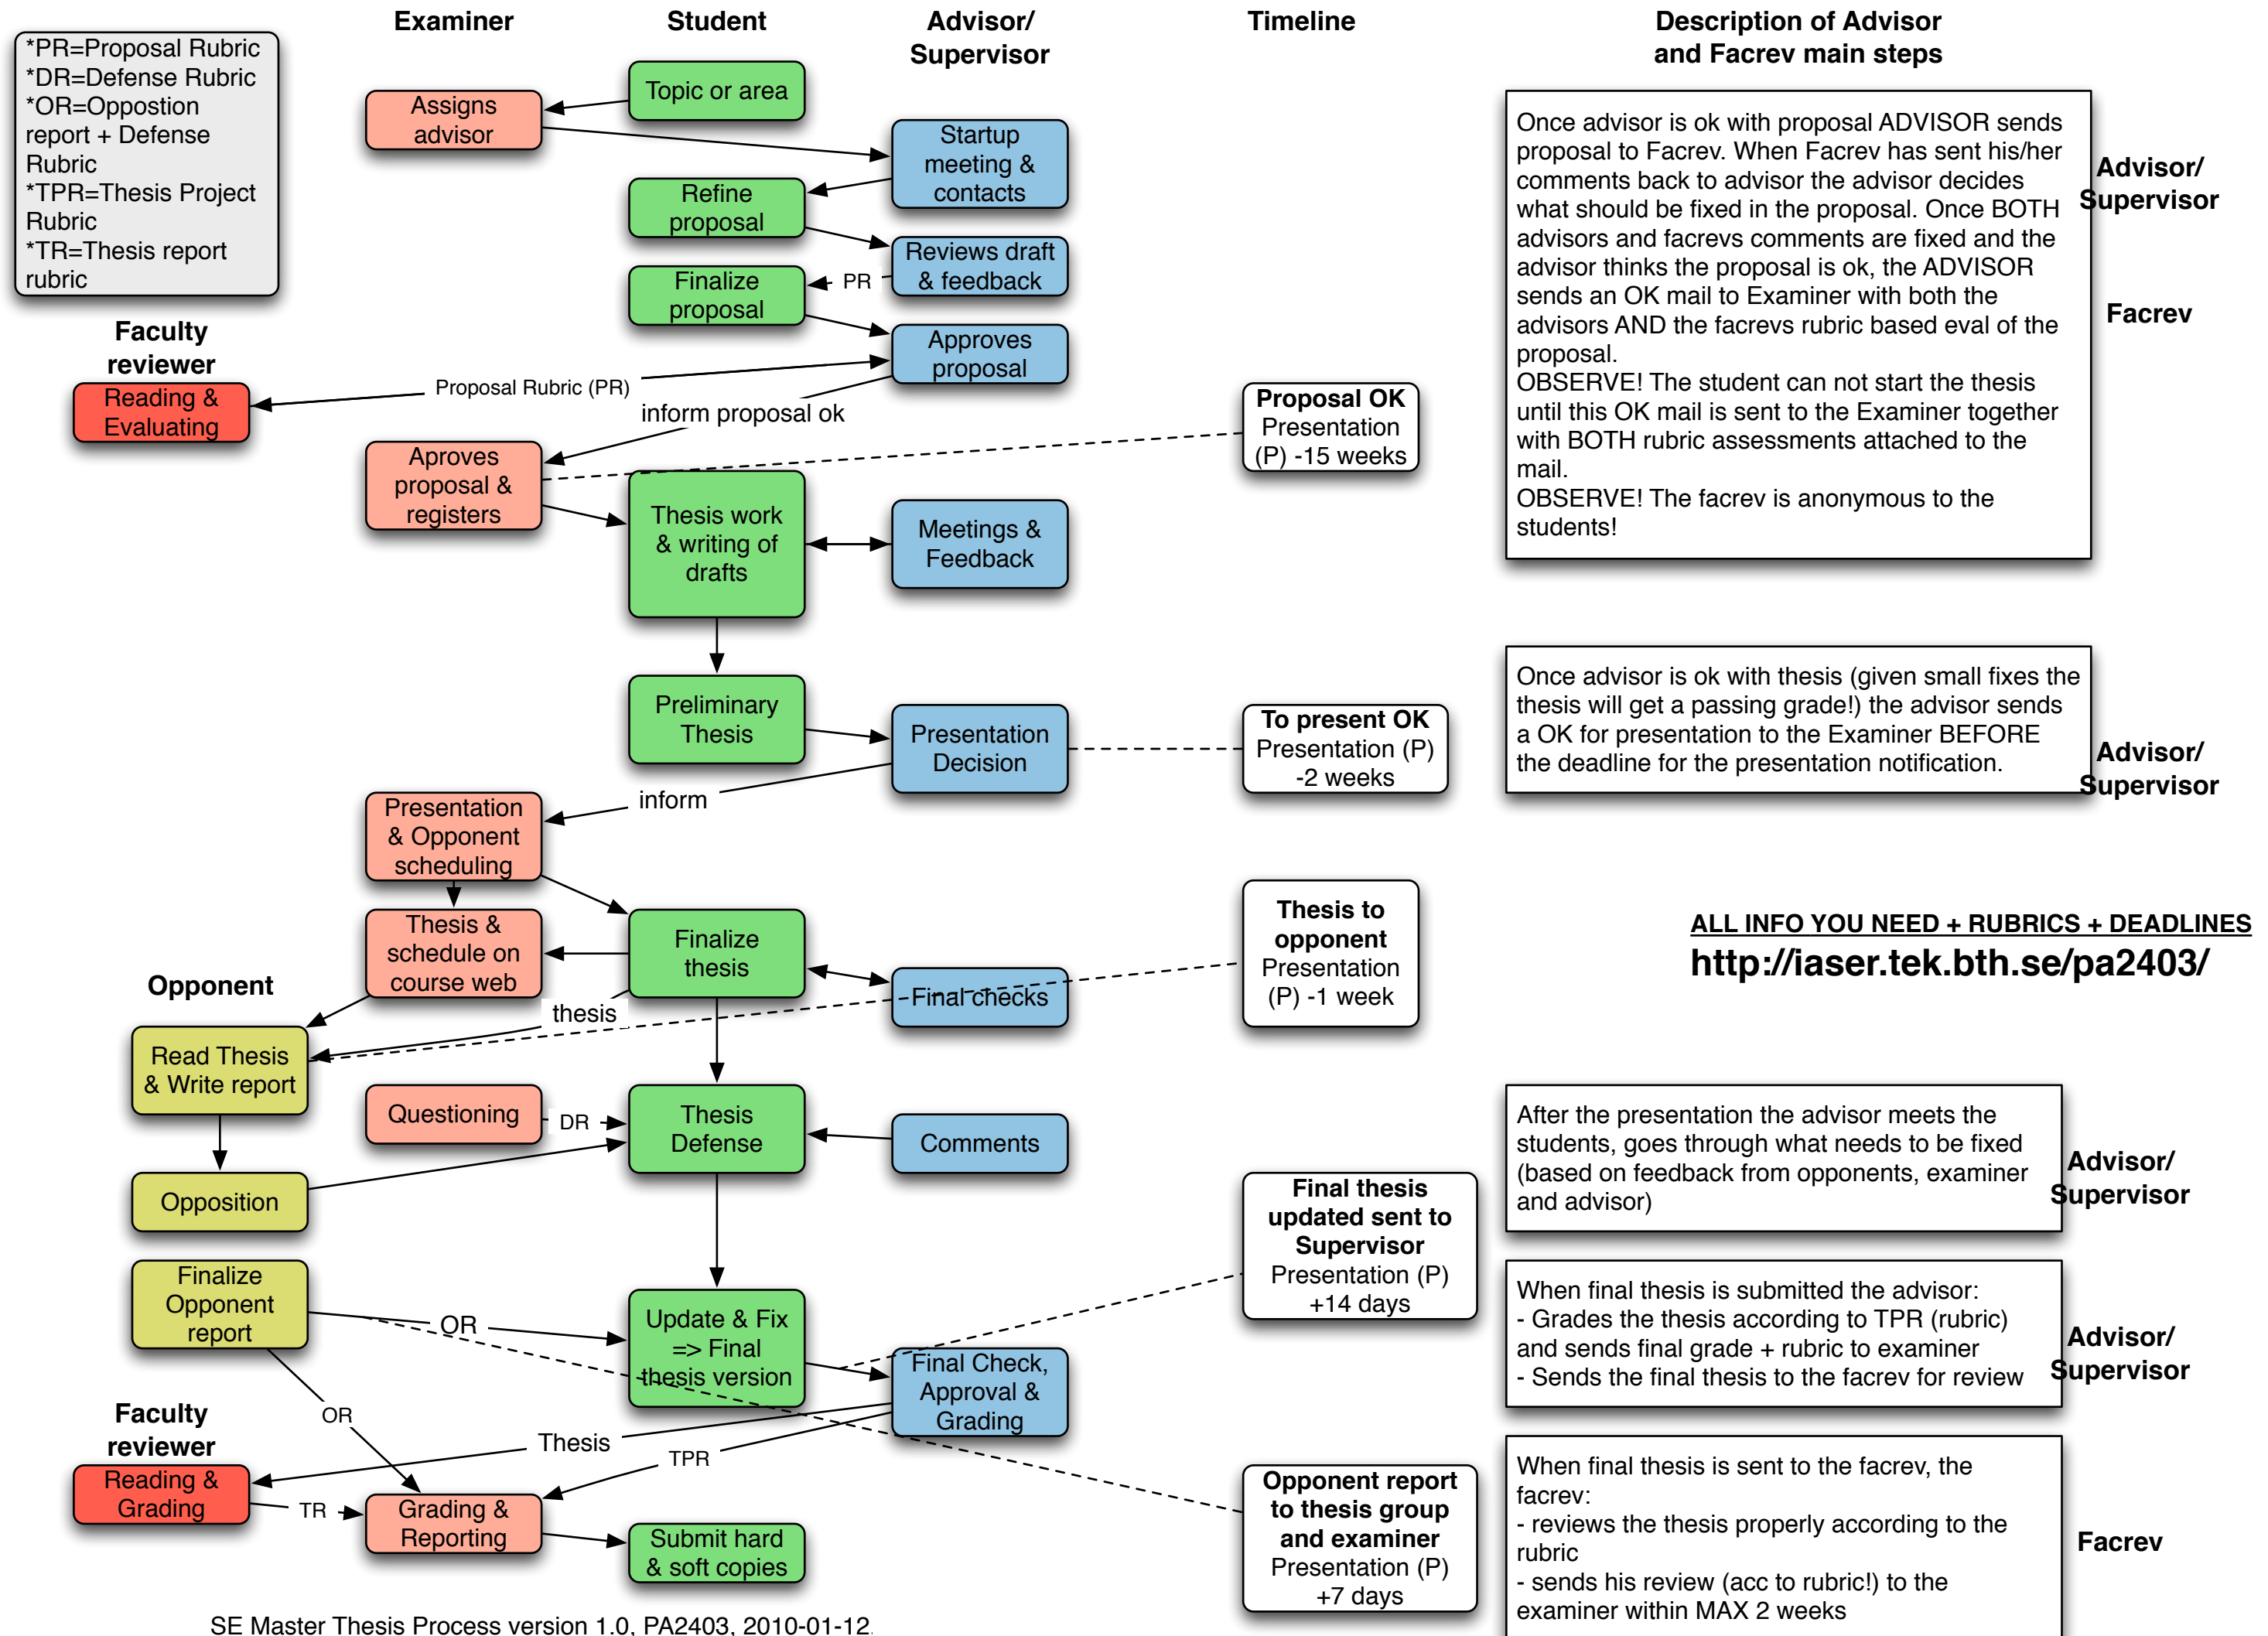 Examiner
Student
Advisor/
Supervisor
Timeline
Description of Advisor
and Facrev main steps
*PR=Proposal Rubric
*DR=Defense Rubric
*OR=Oppostion
report + Defense
Rubric
*TPR=Thesis Project
Rubric
*TR=Thesis report
rubric
Topic or area
Assigns
advisor
Startup
meeting &
contacts
Refine
proposal
Reviews draft
& feedback
PR
Finalize
proposal
Approves
proposal
Faculty
reviewer
Reading &
Evaluating
Proposal Rubric (PR)
inform proposal ok
Aproves
proposal &
registers
Proposal OK
Presentation
(P) -15 weeks
Thesis work
& writing of
drafts
Meetings &
Feedback
Once advisor is ok with proposal ADVISOR sends
proposal to Facrev. When Facrev has sent his/her
comments back to advisor the advisor decides
what should be fixed in the proposal. Once BOTH
advisors and facrevs comments are fixed and the
advisor thinks the proposal is ok, the ADVISOR
sends an OK mail to Examiner with both the
advisors AND the facrevs rubric based eval of the
proposal.
OBSERVE! The student can not start the thesis
until this OK mail is sent to the Examiner together
with BOTH rubric assessments attached to the
mail.
OBSERVE! The facrev is anonymous to the
students!
Advisor/
Supervisor
Facrev
Preliminary
Thesis
Presentation
Decision
To present OK
Presentation (P)
-2 weeks
Once advisor is ok with thesis (given small fixes the
thesis will get a passing grade!) the advisor sends
a OK for presentation to the Examiner BEFORE
the deadline for the presentation notification.
Advisor/
Supervisor
inform
Presentation
& Opponent
scheduling
Thesis &
schedule on
course web
Finalize
thesis
Final checks
Thesis to
opponent
Presentation
(P) -1 week
ALL INFO YOU NEED + RUBRICS + DEADLINES
http://iaser.tek.bth.se/pa2403/
Opponent
thesis
Read Thesis
& Write report
Questioning
DR
Thesis
Defense
Comments
Opposition
After the presentation the advisor meets the
students, goes through what needs to be fixed
(based on feedback from opponents, examiner
and advisor)
Advisor/
Supervisor
Final thesis
updated sent to
Supervisor
Presentation (P)
+14 days
Finalize
Opponent
report
OR
Update & Fix
=> Final
thesis version
Final Check,
Approval &
Grading
When final thesis is submitted the advisor:
- Grades the thesis according to TPR (rubric)
and sends final grade + rubric to examiner
- Sends the final thesis to the facrev for review
Advisor/
Supervisor
OR
Faculty
reviewer
Thesis
TPR
Reading &
Grading
TR
Grading &
Reporting
Submit hard
& soft copies
Opponent report
to thesis group
and examiner
Presentation (P)
+7 days
When final thesis is sent to the facrev, the
facrev:
- reviews the thesis properly according to the
rubric
- sends his review (acc to rubric!) to the
examiner within MAX 2 weeks
Facrev
SE Master Thesis Process version 1.0, PA2403, 2010-01-12.